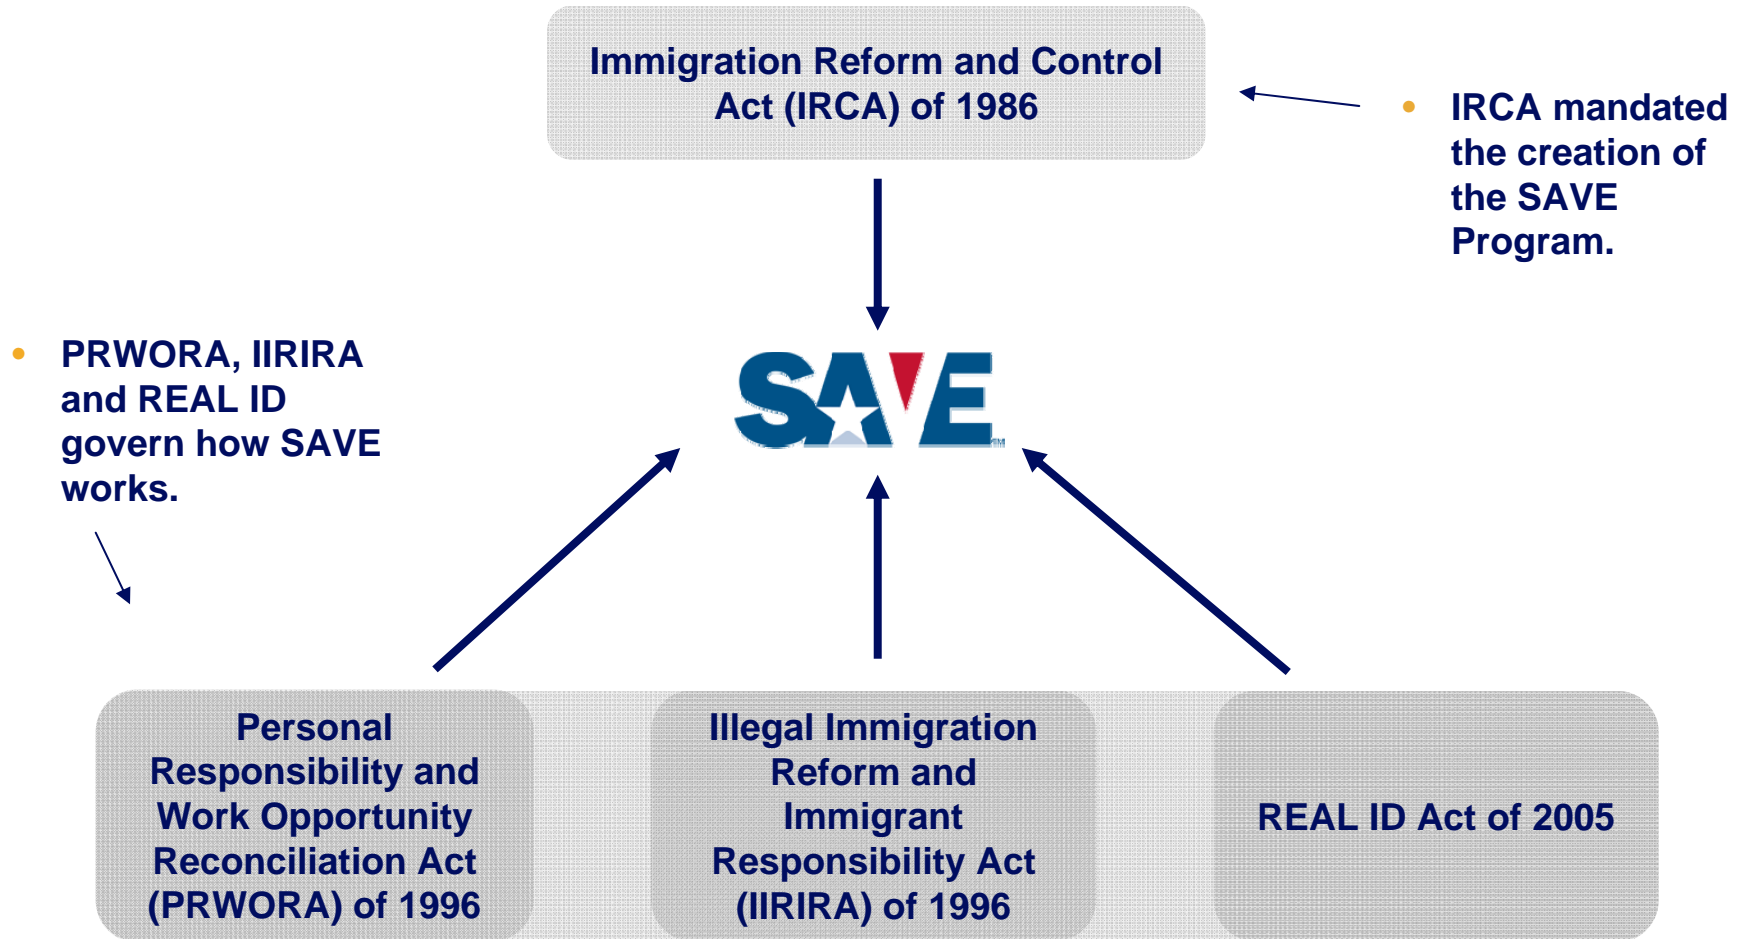 Immigration Reform and Control
Act (IRCA) of 1986
• IRCA mandated
the creation of
the SAVE
Program.
• PRWORA, IIRIRA
and REAL ID
govern how SAVE
works.
SAVE
Personal
Responsibility and
Work Opportunity
Reconciliation Act
(PRWORA) of 1996
Illegal Immigration
Reform and
Immigrant
Responsibility Act
(IIRIRA) of 1996
REAL ID Act of 2005